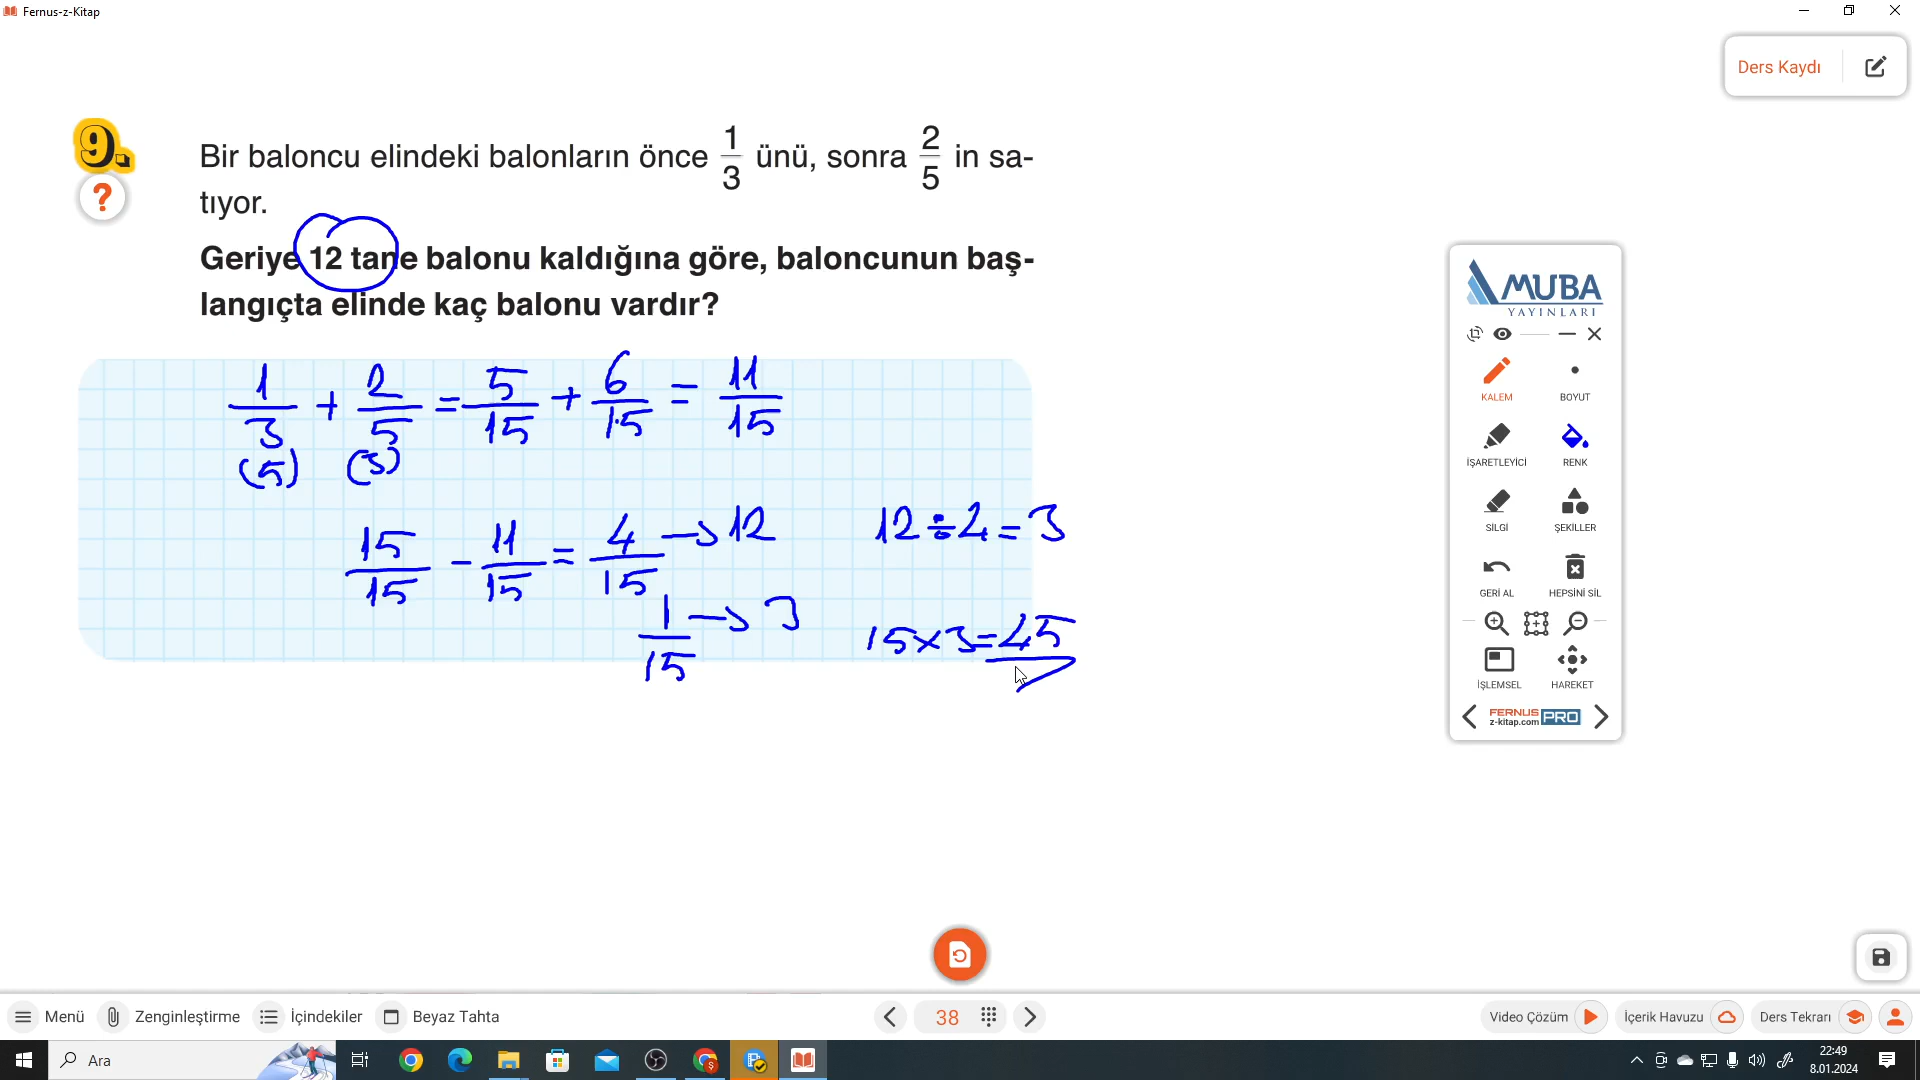 Fernus-z-Kitap
Ders Kaydı
9.
?
Bir baloncu elindeki balonların önce 1/3 ünü, sonra 2/5 in sa-
tıyor.
Geriye 12 tane balonu kaldığına göre, baloncunun baş-
langıçta elinde kaç balonu vardır?
1/3 + 2/5 = 5/15 + 6/15 = 11/15
(5) (3)
15/15 - 11/15 = 4/15 → 12
12 ÷ 4 = 3
1/15 → 3
15 x 3 = 45
MUBA
YAYINLARI
KALEM
BOYUT
İŞARETLEYİCİ
RENK
SİLGİ
ŞEKİLLER
GERİ AL
HEPSİNİ SİL
İŞLEMSEL
HAREKET
FERNUS
z-kitap.com PRO
Menü
Zenginleştirme
İçindekiler
Beyaz Tahta
38
Video Çözüm
İçerik Havuzu
Ders Tekrarı
Ara
22:49
8.01.2024